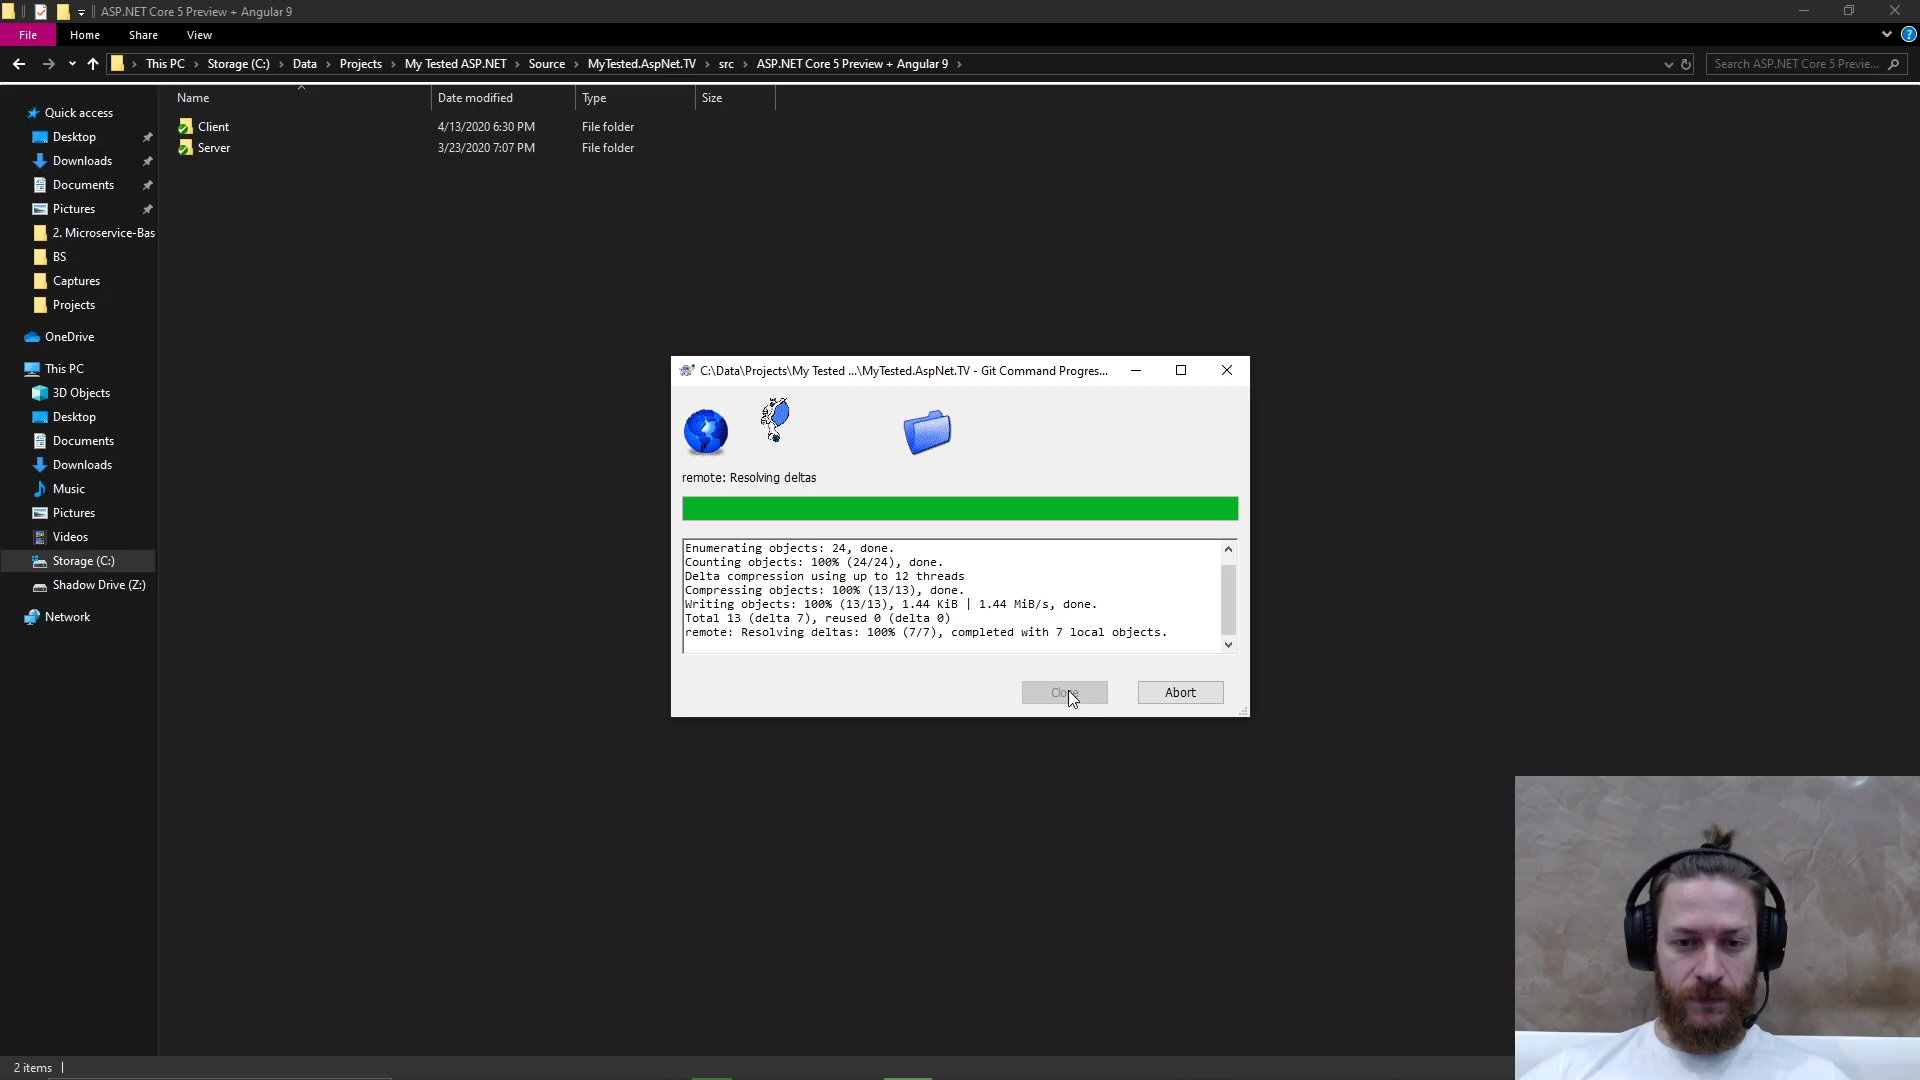 ASP.NET Core 5 Preview + Angular 9
File
Home
Share
View
This PC
Storage (C:)
Data
Projects
My Tested ASP.NET
Source
MyTested.AspNet.TV
src
ASP.NET Core 5 Preview + Angular 9
Search ASP.NET Core 5 Previe...
Name
Date modified
Type
Size
Client
4/13/2020 6:30 PM
File folder
Server
3/23/2020 7:07 PM
File folder
Quick access
Desktop
Downloads
Documents
Pictures
2. Microservice-Bas
BS
Captures
Projects
OneDrive
This PC
3D Objects
Desktop
Documents
Downloads
Music
Pictures
Videos
Storage (C:)
Shadow Drive (Z:)
Network
C:\Data\Projects\My Tested ...\MyTested.AspNet.TV - Git Command Progres...
remote: Resolving deltas
Enumerating objects: 24, done.
Counting objects: 100% (24/24), done.
Delta compression using up to 12 threads
Compressing objects: 100% (13/13), done.
Writing objects: 100% (13/13), 1.44 KiB | 1.44 MiB/s, done.
Total 13 (delta 7), reused 0 (delta 0)
remote: Resolving deltas: 100% (7/7), completed with 7 local objects.
Close
Abort
2 items